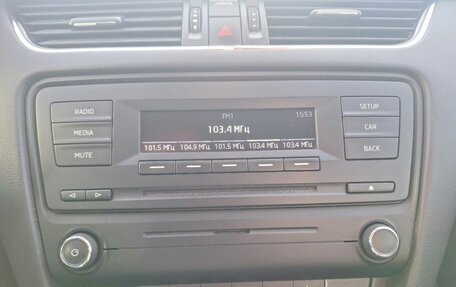 FM1 15:53
RADIO SETUP
103.4 МГц
MEDIA CAR
101.5 МГц 104.9 МГц 101.5 МГц 103.4 МГц 103.4 МГц
MUTE BACK